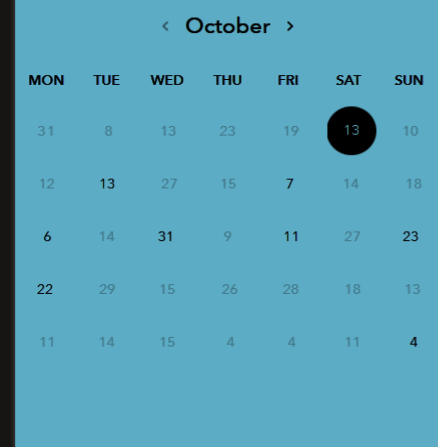 ‹ October ›
MON TUE WED THU FRI SAT SUN
31 8 13 23 19 13 10
12 13 27 15 7 14 18
6 14 31 9 11 27 23
22 29 15 26 28 18 13
11 14 15 4 4 11 4